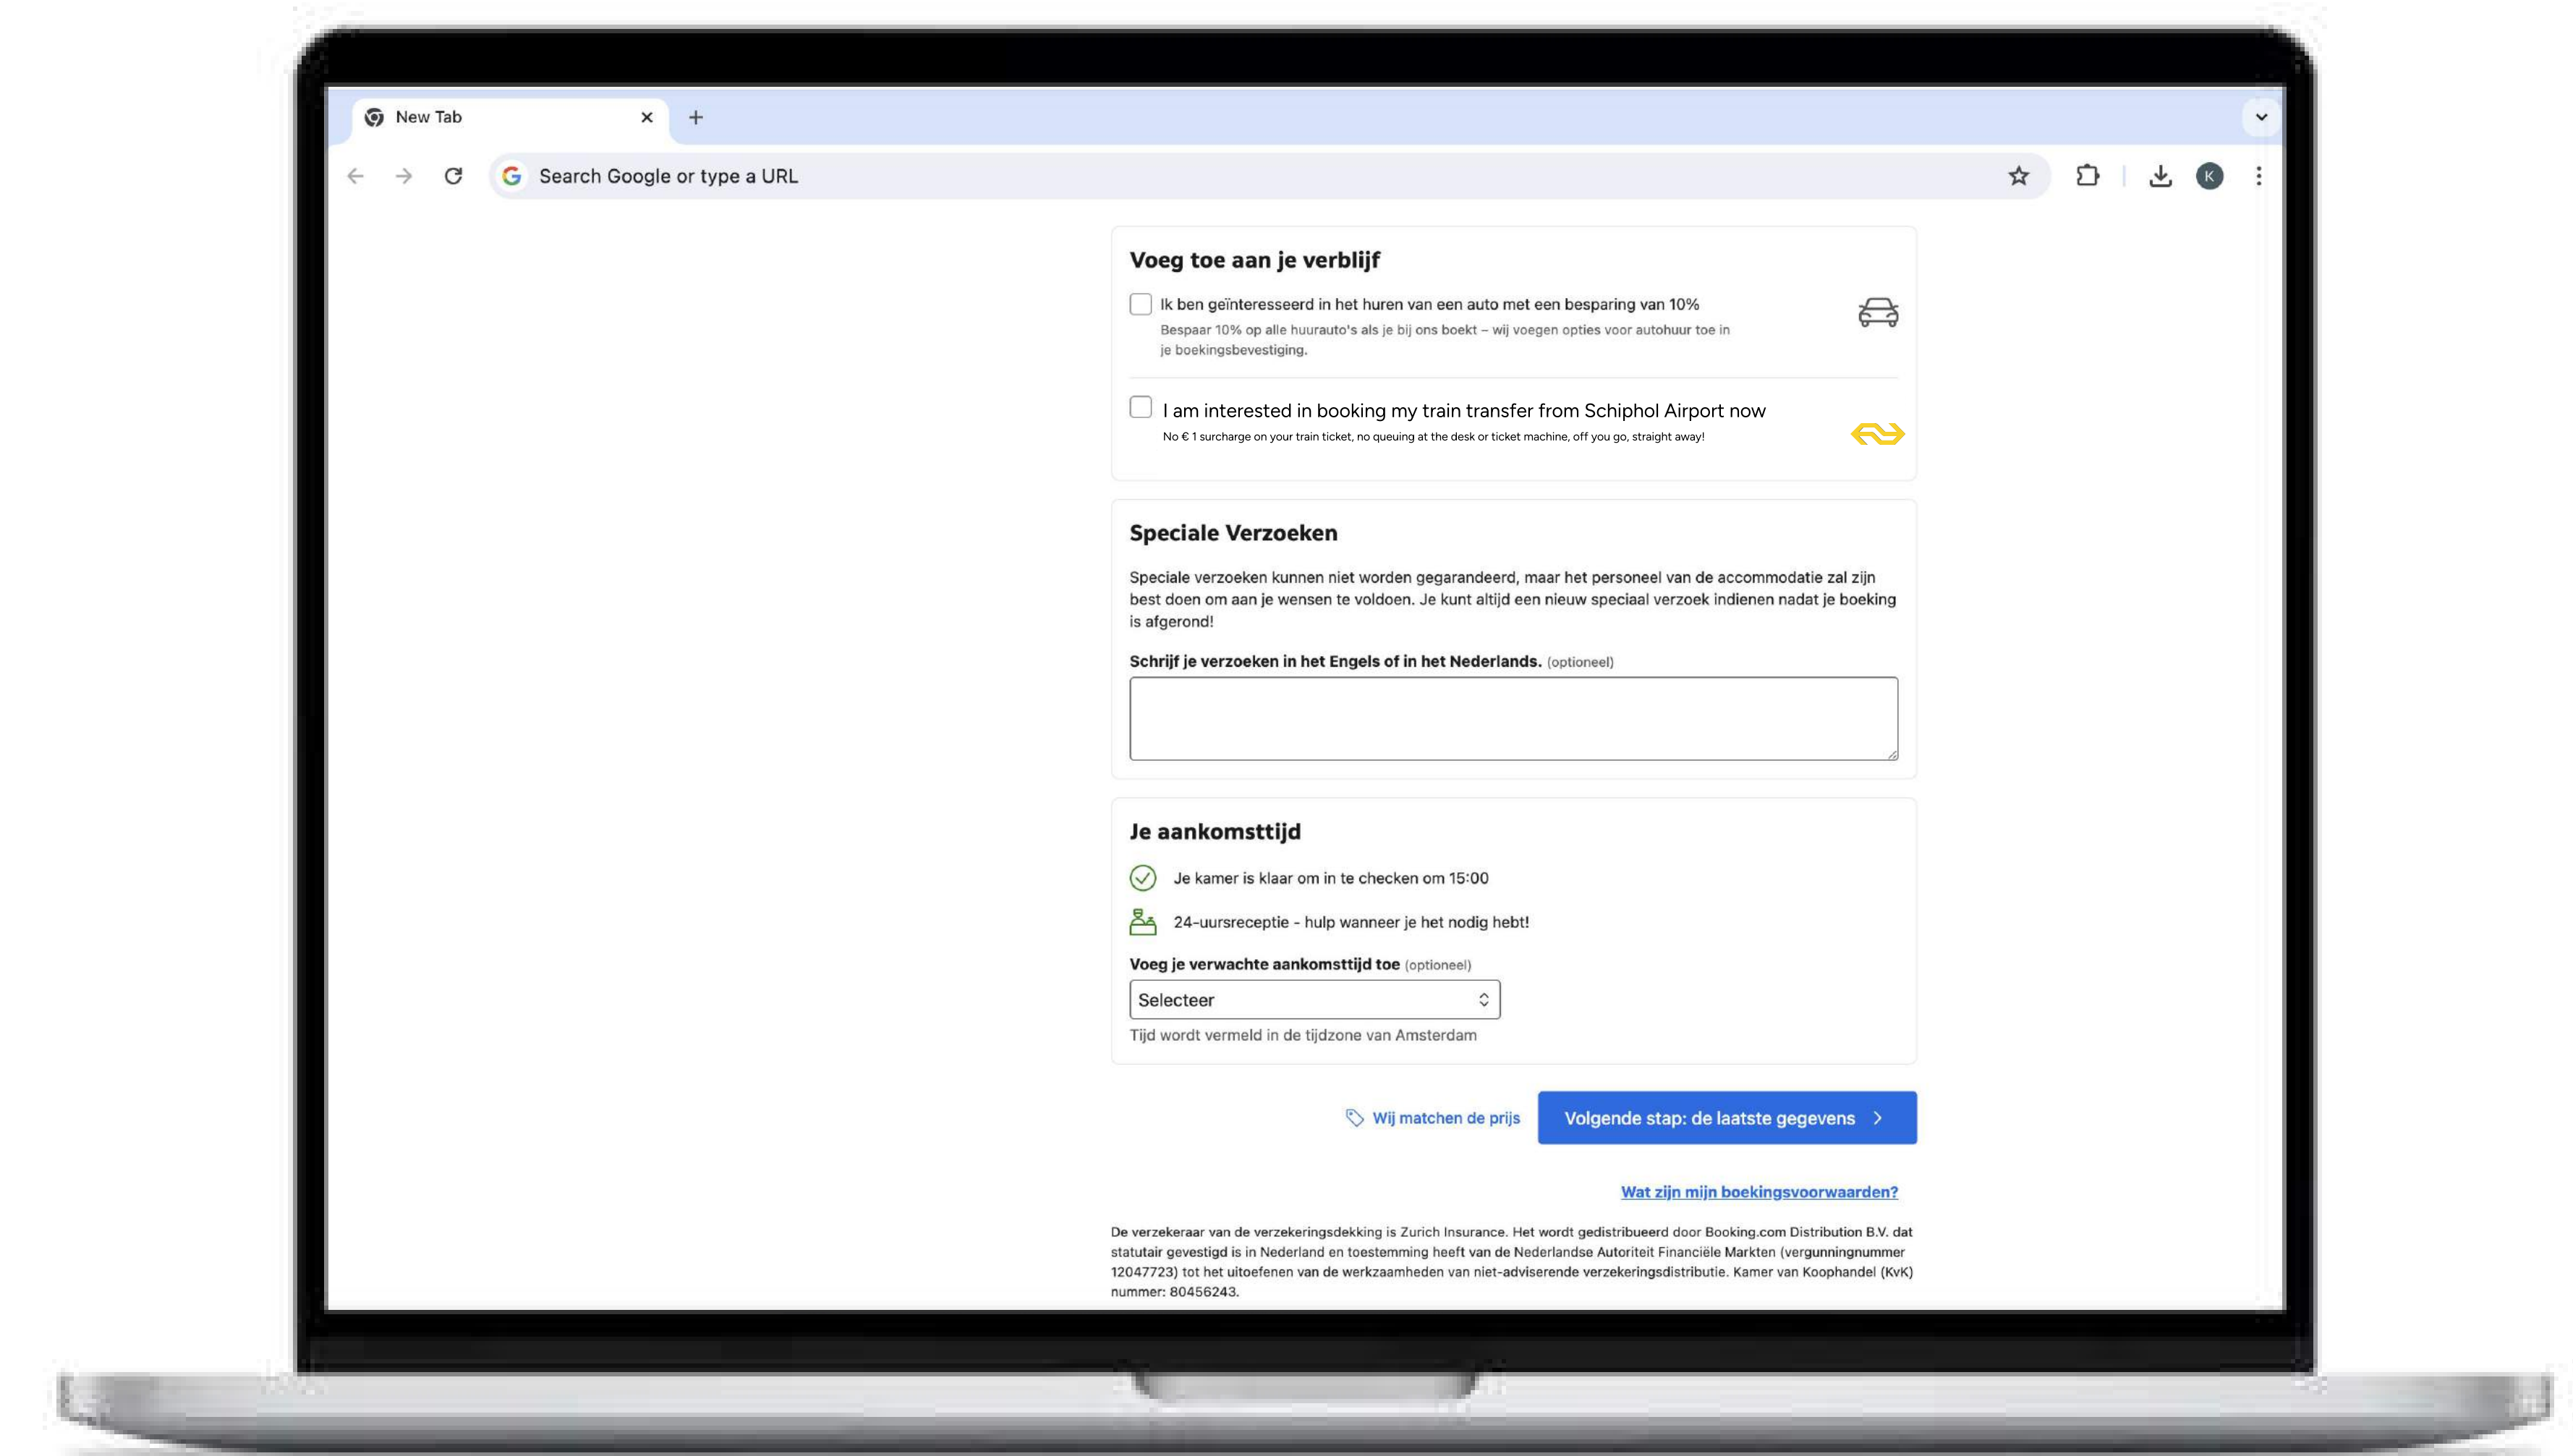 New Tab
Search Google or type a URL
K
Voeg toe aan je verblijf
Ik ben geïnteresseerd in het huren van een auto met een besparing van 10%
Bespaar 10% op alle huurauto's als je bij ons boekt – wij voegen opties voor autohuur toe in
je boekingsbevestiging.
I am interested in booking my train transfer from Schiphol Airport now
No € 1 surcharge on your train ticket, no queuing at the desk or ticket machine, off you go, straight away!
Speciale Verzoeken
Speciale verzoeken kunnen niet worden gegarandeerd, maar het personeel van de accommodatie zal zijn
best doen om aan je wensen te voldoen. Je kunt altijd een nieuw speciaal verzoek indienen nadat je boeking
is afgerond!
Schrijf je verzoeken in het Engels of in het Nederlands. (optioneel)
Je aankomsttijd
Je kamer is klaar om in te checken om 15:00
24-uursreceptie - hulp wanneer je het nodig hebt!
Voeg je verwachte aankomsttijd toe (optioneel)
Selecteer
Tijd wordt vermeld in de tijdzone van Amsterdam
Wij matchen de prijs
Volgende stap: de laatste gegevens
Wat zijn mijn boekingsvoorwaarden?
De verzekeraar van de verzekeringsdekking is Zurich Insurance. Het wordt gedistribueerd door Booking.com Distribution B.V. dat
statutair gevestigd is in Nederland en toestemming heeft van de Nederlandse Autoriteit Financiële Markten (vergunningnummer
12047723) tot het uitoefenen van de werkzaamheden van niet-adviserende verzekeringsdistributie. Kamer van Koophandel (KvK)
nummer: 80456243.